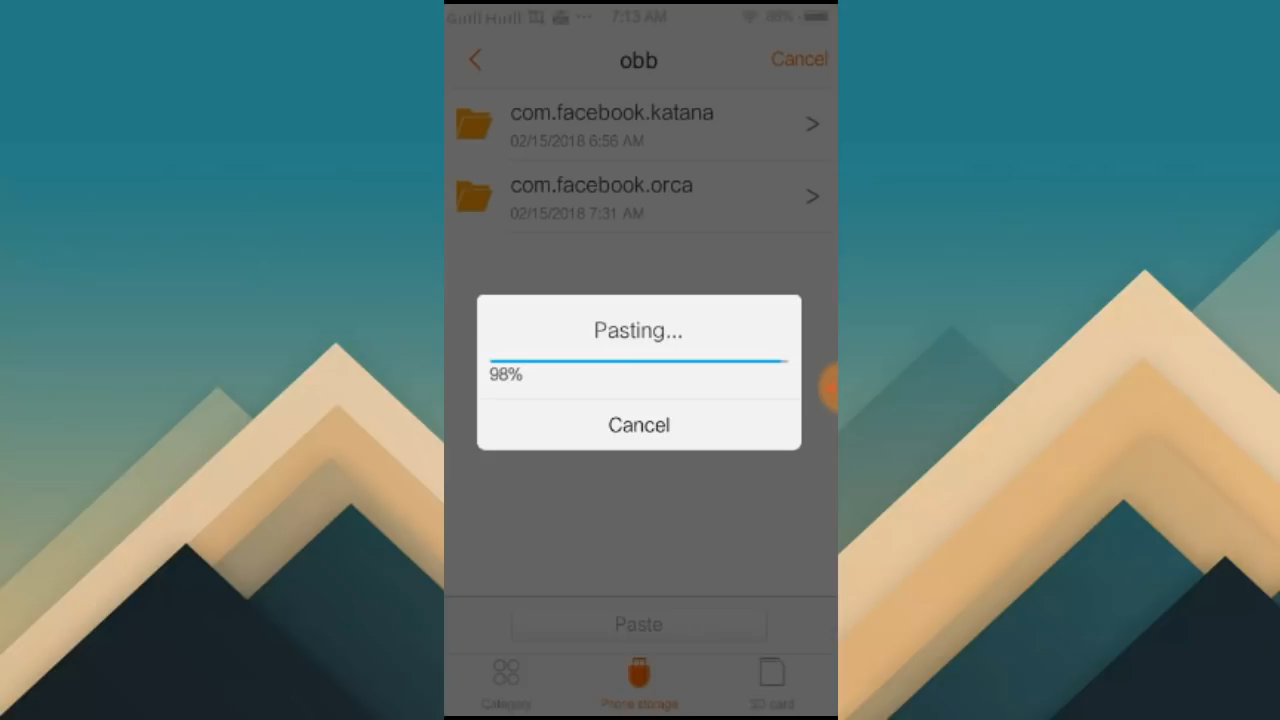 7:13 AM 88%
obb
Cancel
com.facebook.katana
02/15/2018 6:56 AM
com.facebook.orca
02/15/2018 7:31 AM
Pasting...
98%
Cancel
Paste
Category
Phone storage
SD card